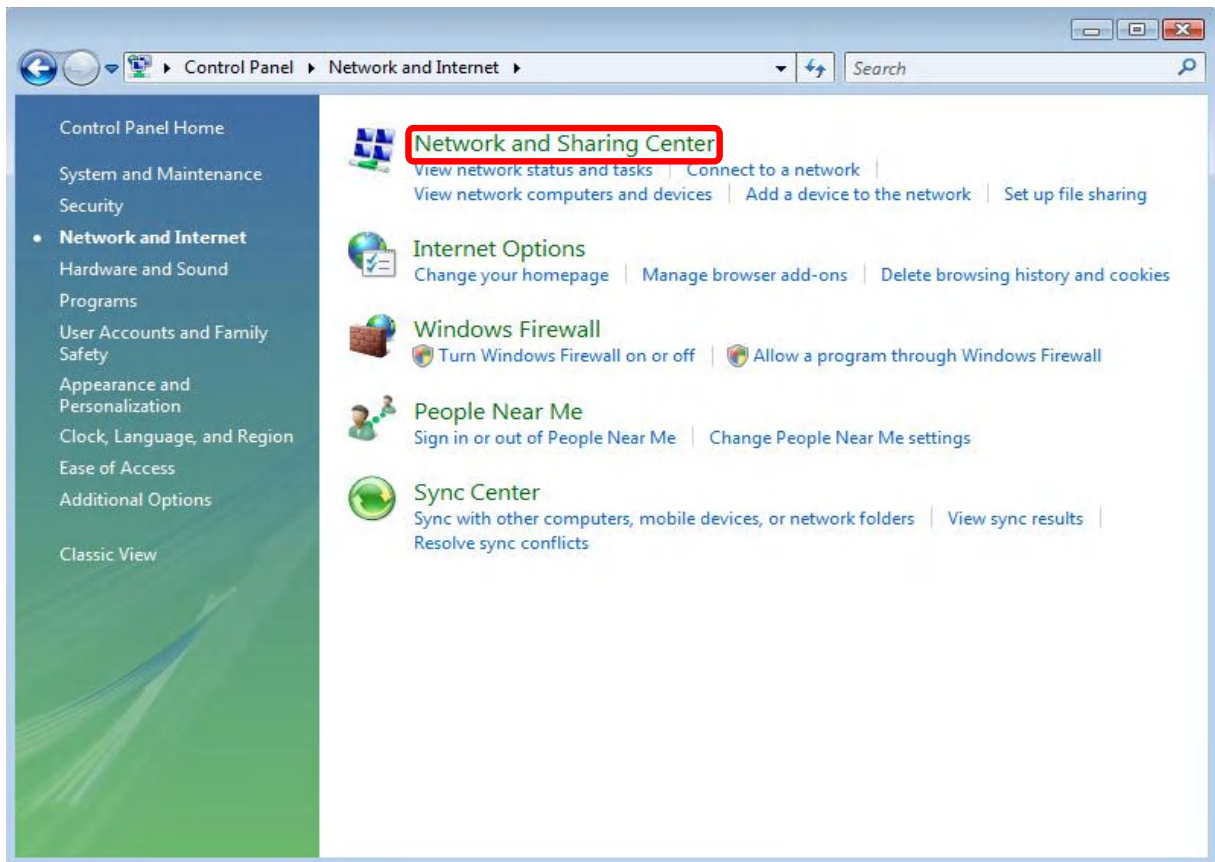 Control Panel Network and Internet
Search
Control Panel Home
System and Maintenance
Security
Network and Internet
Hardware and Sound
Programs
User Accounts and Family
Safety
Appearance and
Personalization
Clock, Language, and Region
Ease of Access
Additional Options
Classic View
Network and Sharing Center
View network status and tasks Connect to a network
View network computers and devices Add a device to the network Set up file sharing
Internet Options
Change your homepage Manage browser add-ons Delete browsing history and cookies
Windows Firewall
Turn Windows Firewall on or off Allow a program through Windows Firewall
People Near Me
Sign in or out of People Near Me Change People Near Me settings
Sync Center
Sync with other computers, mobile devices, or network folders View sync results
Resolve sync conflicts